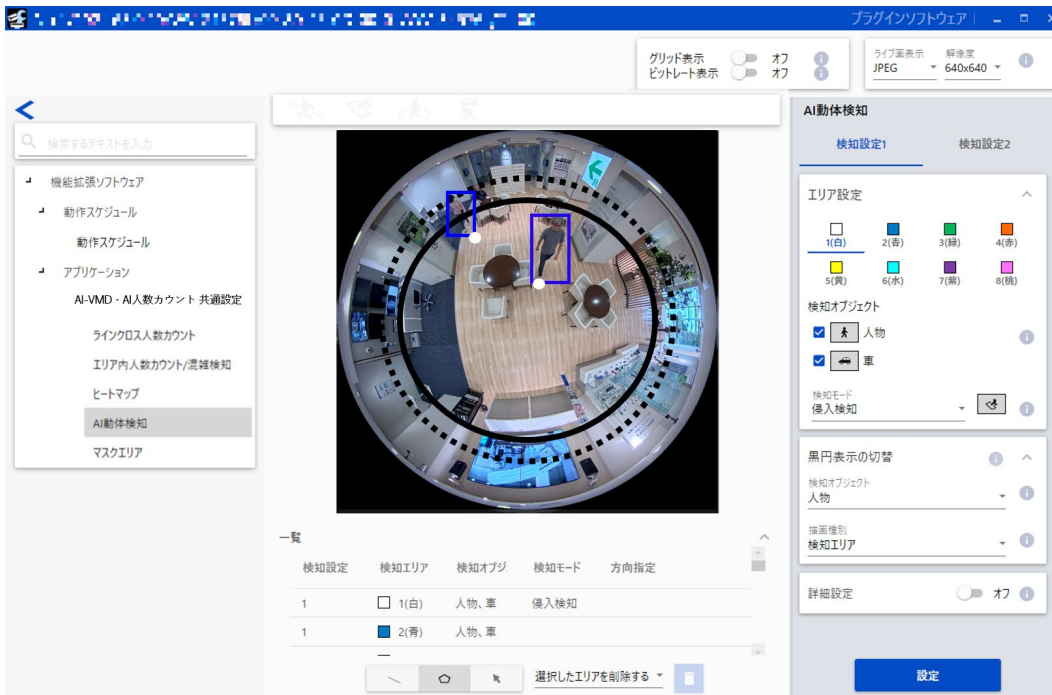 プラグインソフトウェア
グリッド表示 オフ
ビットレート表示 オフ
ライブ画表示 解像度
JPEG 640x640
検索するテキストを入力
機能拡張ソフトウェア
動作スケジュール
動作スケジュール
アプリケーション
AI-VMD・AI人数カウント 共通設定
ラインクロス人数カウント
エリア内人数カウント/混雑検知
ヒートマップ
AI動体検知
マスクエリア
一覧
検知設定 検知エリア 検知オブジ 検知モード 方向指定
1 1(白) 人物、車 侵入検知
1 2(青) 人物、車
選択したエリアを削除する
AI動体検知
検知設定1 検知設定2
エリア設定
1(白) 2(青) 3(緑) 4(赤)
5(黄) 6(水) 7(紫) 8(桃)
検知オブジェクト
人物
車
検知モード
侵入検知
黒円表示の切替
検知オブジェクト
人物
描画種別
検知エリア
詳細設定 オフ
設定